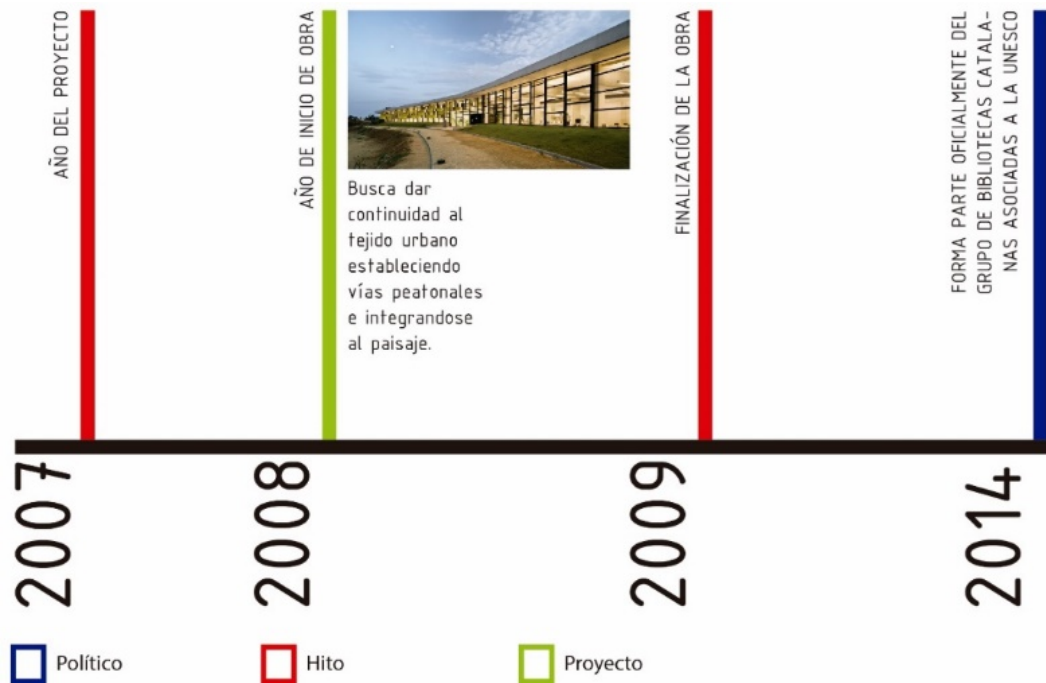 AÑO DEL PROYECTO
AÑO DE INICIO DE OBRA
Busca dar
continuidad al
tejido urbano
estableciendo
vías peatonales
e integrandose
al paisaje.
FINALIZACIÓN DE LA OBRA
FORMA PARTE OFICIALMENTE DEL
GRUPO DE BIBLIOTECAS CATALA-
NAS ASOCIADAS A LA UNESCO
2007
2008
2009
2014
Político
Hito
Proyecto